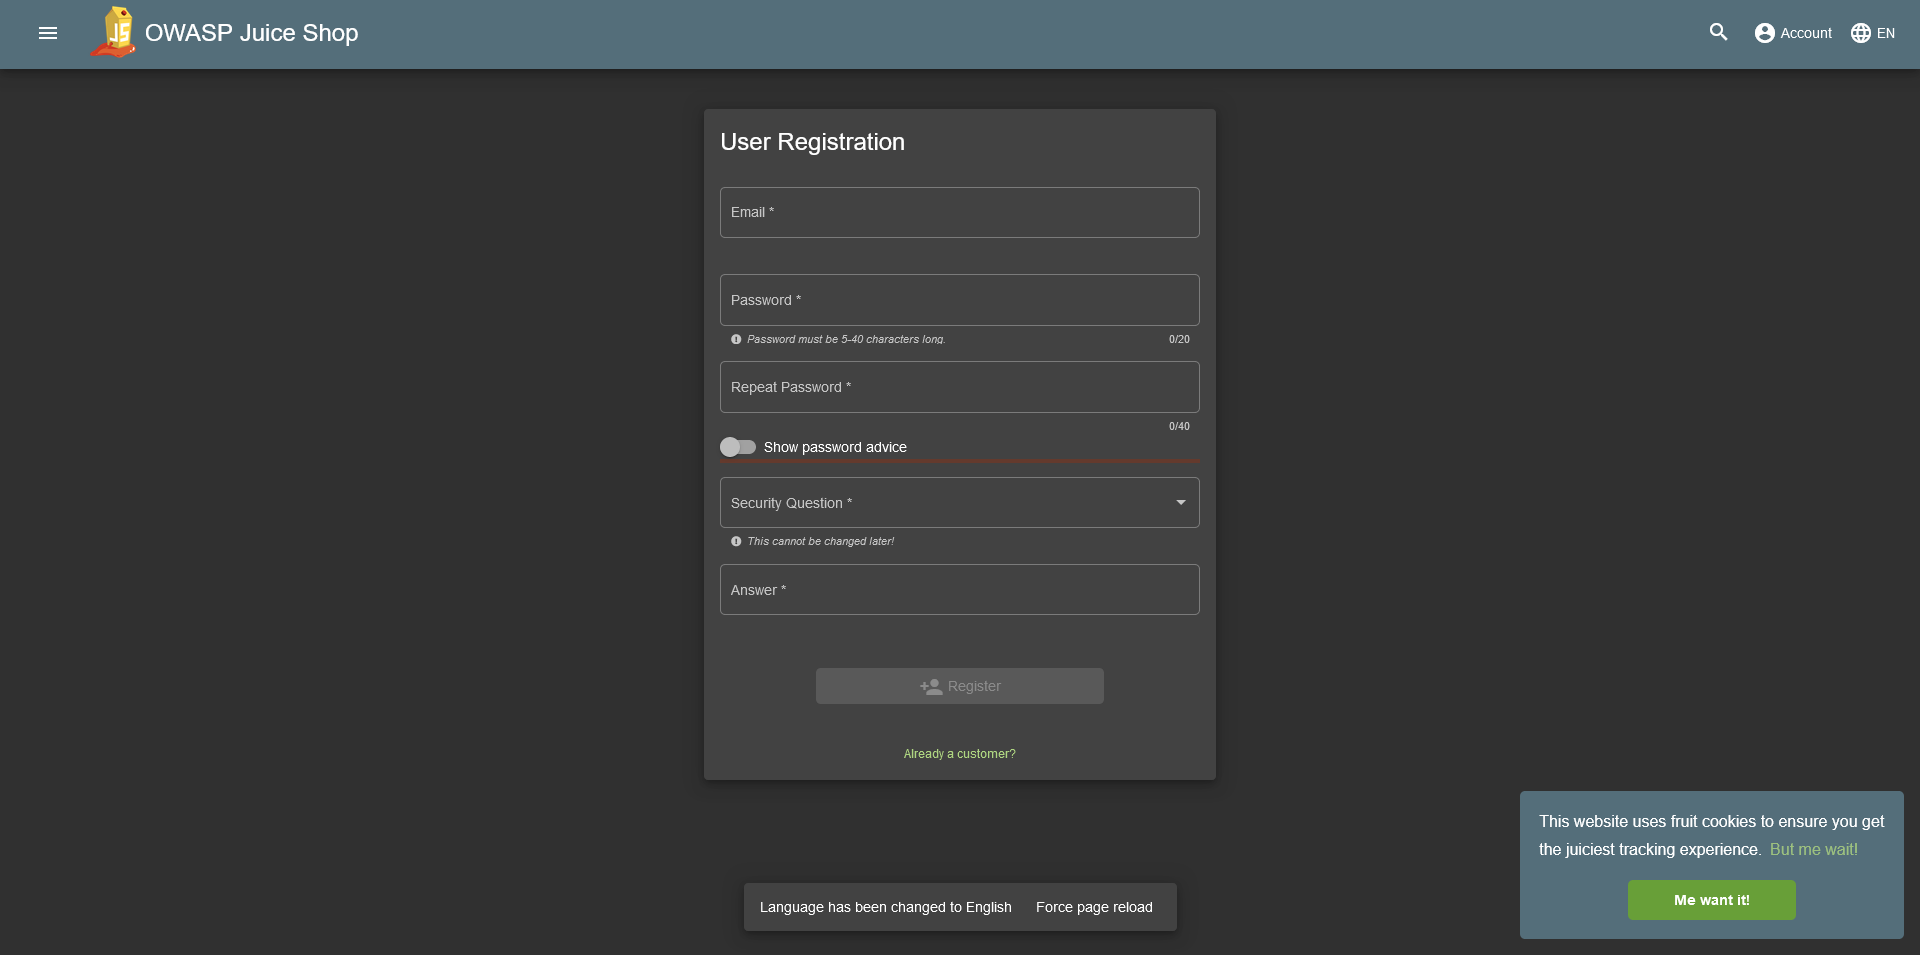 OWASP Juice Shop
Account
EN
User Registration
Email *
Password *
Password must be 5-40 characters long.
0/20
Repeat Password *
0/40
Show password advice
Security Question *
This cannot be changed later!
Answer *
Register
Already a customer?
This website uses fruit cookies to ensure you get
the juiciest tracking experience. But me wait!
Me want it!
Language has been changed to English
Force page reload